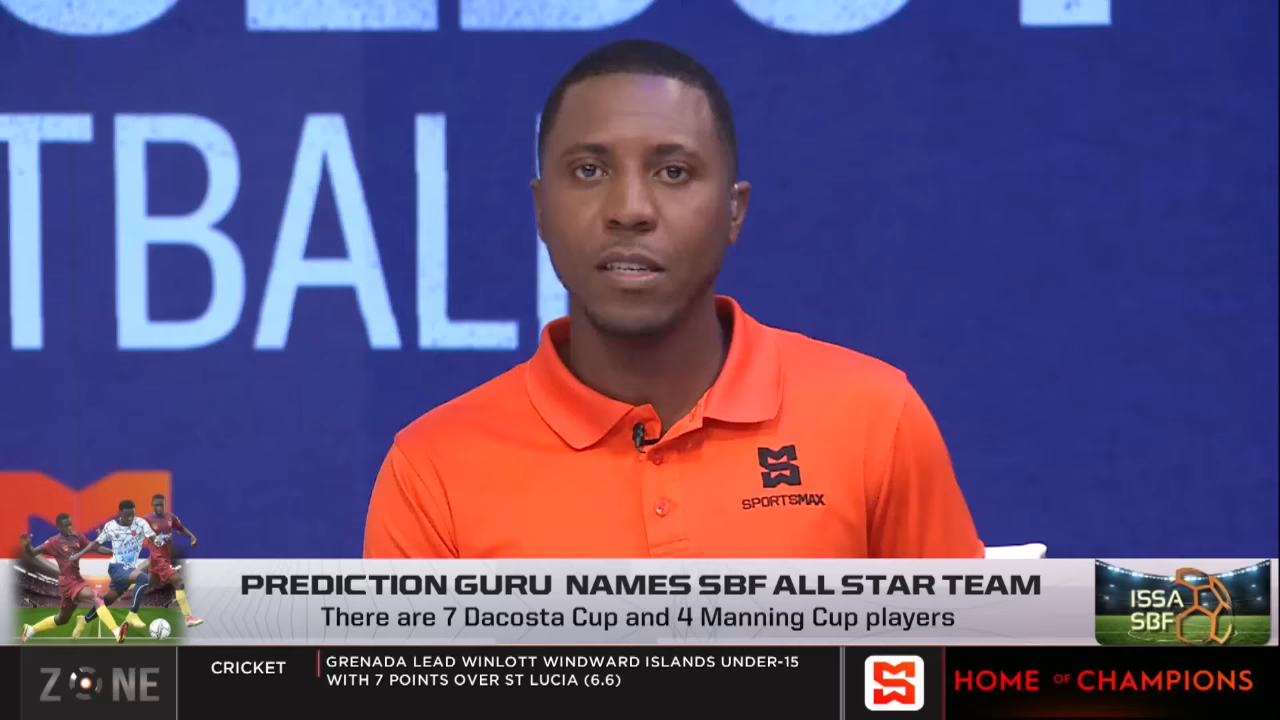 TBALL
SPORTSMAX
PREDICTION GURU NAMES SBF ALL STAR TEAM
There are 7 Dacosta Cup and 4 Manning Cup players
ISSA
SBF
ZONE
CRICKET
GRENADA LEAD WINLOTT WINDWARD ISLANDS UNDER-15
WITH 7 POINTS OVER ST LUCIA (6.6)
HOME OF CHAMPIONS